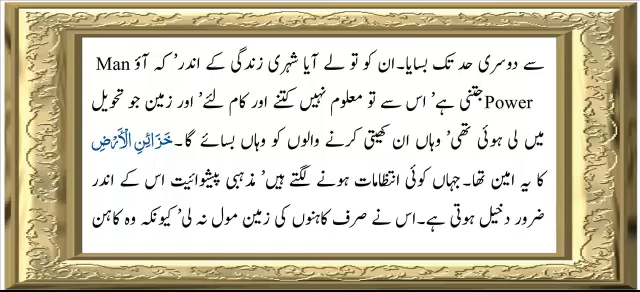 سے دوسری حد تک بسایا۔ان کو تو لے آیا شہری زندگی کے اندر’ کہ آؤ Man
Power جتنی ہے’ اس سے تو معلوم نہیں کتنے اور کام لئے’ اور زمین جو تحویل
میں لی ہوئی تھی’ وہاں ان کھیتی کرنے والوں کو وہاں بسائے گا۔ خَزَائِنِ الْاَرْضِ
کا یہ امین تھا۔جہاں کوئی انتظامات ہونے لگتے ہیں’ مذہبی پیشوائیت اس کے اندر
ضرور دخیل ہوتی ہے۔اس نے صرف کاہنوں کی زمین مول نہ لی’ کیونکہ وہ کاہن